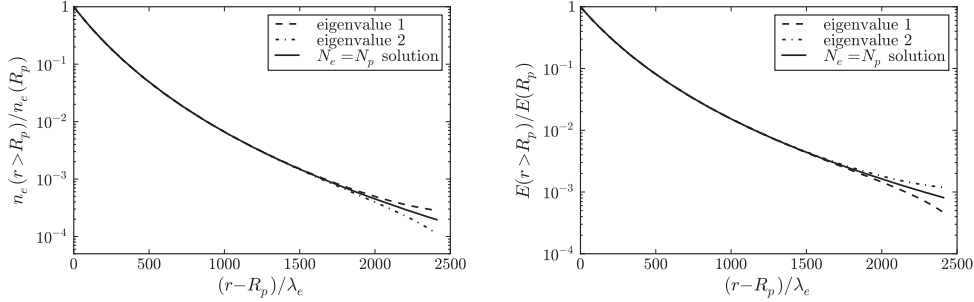 1
10⁻¹
10⁻²
10⁻³
10⁻⁴
n_e(r>R_p)/n_e(R_p)
eigenvalue 1
eigenvalue 2
N_e=N_p solution
0 500 1000 1500 2000 2500
(r−R_p)/λ_e
1
10⁻¹
10⁻²
10⁻³
10⁻⁴
E(r>R_p)/E(R_p)
eigenvalue 1
eigenvalue 2
N_e=N_p solution
0 500 1000 1500 2000 2500
(r−R_p)/λ_e